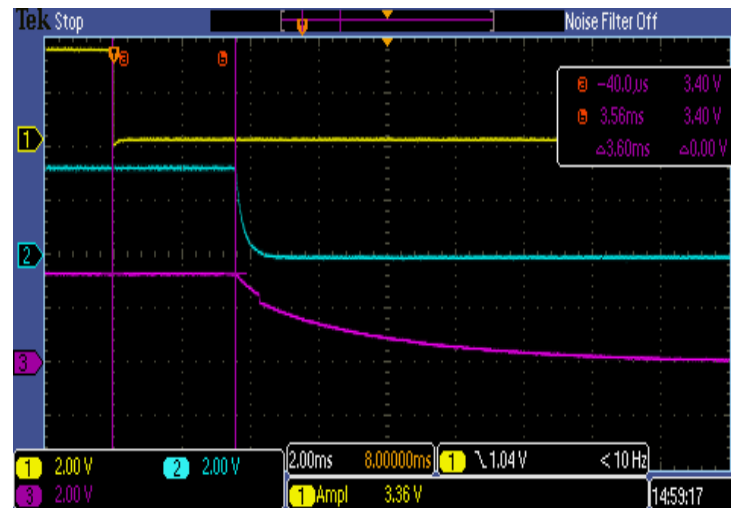 Tek Stop
Noise Filter Off
T a b
a −40.0µs 3.40 V
b 3.56ms 3.40 V
△3.60ms △0.00 V
1
2
3
1 2.00 V 2 2.00 V
3 2.00 V
2.00ms 8.00000ms
1 \ 1.04 V < 10 Hz
1 Ampl 3.36 V
14:59:17